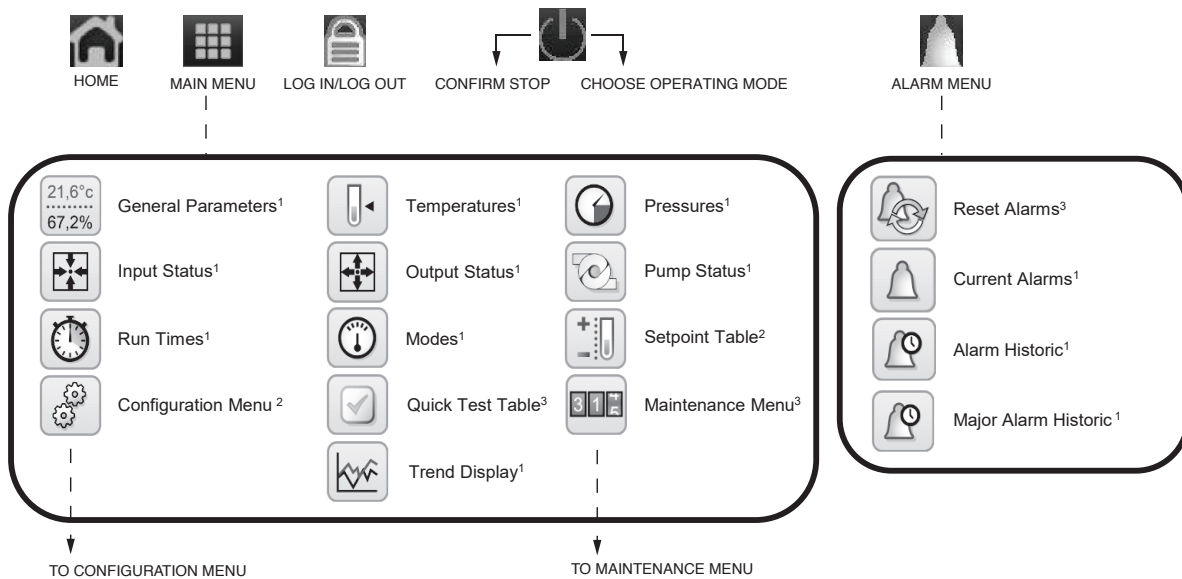 HOME
MAIN MENU
LOG IN/LOG OUT
CONFIRM STOP
CHOOSE OPERATING MODE
ALARM MENU
21,6°c
67,2%
General Parameters¹
Temperatures¹
Pressures¹
Input Status¹
Output Status¹
Pump Status¹
Run Times¹
Modes¹
Setpoint Table²
Configuration Menu ²
Quick Test Table³
3 1
Maintenance Menu³
Trend Display¹
Reset Alarms³
Current Alarms¹
Alarm Historic¹
Major Alarm Historic ¹
TO CONFIGURATION MENU
TO MAINTENANCE MENU